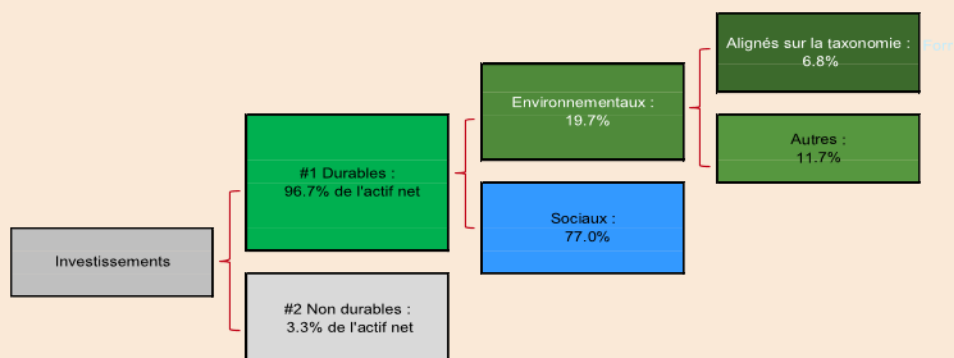 Alignés sur la taxonomie :
6.8%
Forr
Environnementaux :
19.7%
Autres :
11.7%
#1 Durables :
96.7% de l'actif net
Sociaux :
77.0%
Investissements
#2 Non durables :
3.3% de l'actif net